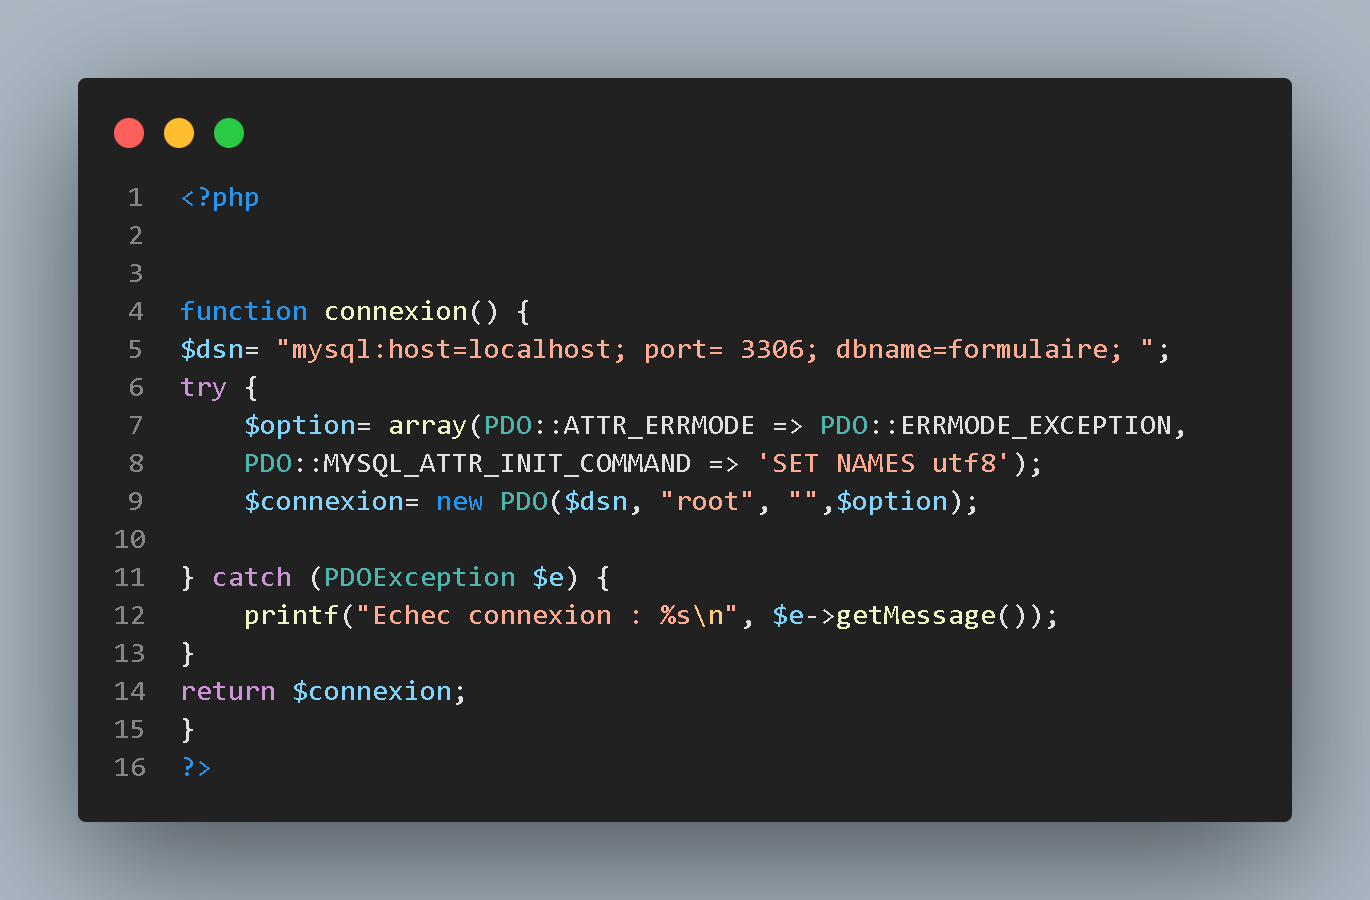 1 <?php
2
3
4 function connexion() {
5 $dsn= "mysql:host=localhost; port= 3306; dbname=formulaire; ";
6 try {
7     $option= array(PDO::ATTR_ERRMODE => PDO::ERRMODE_EXCEPTION,
8     PDO::MYSQL_ATTR_INIT_COMMAND => 'SET NAMES utf8');
9     $connexion= new PDO($dsn, "root", "",$option);
10
11 } catch (PDOException $e) {
12     printf("Echec connexion : %s\n", $e->getMessage());
13 }
14 return $connexion;
15 }
16 ?>